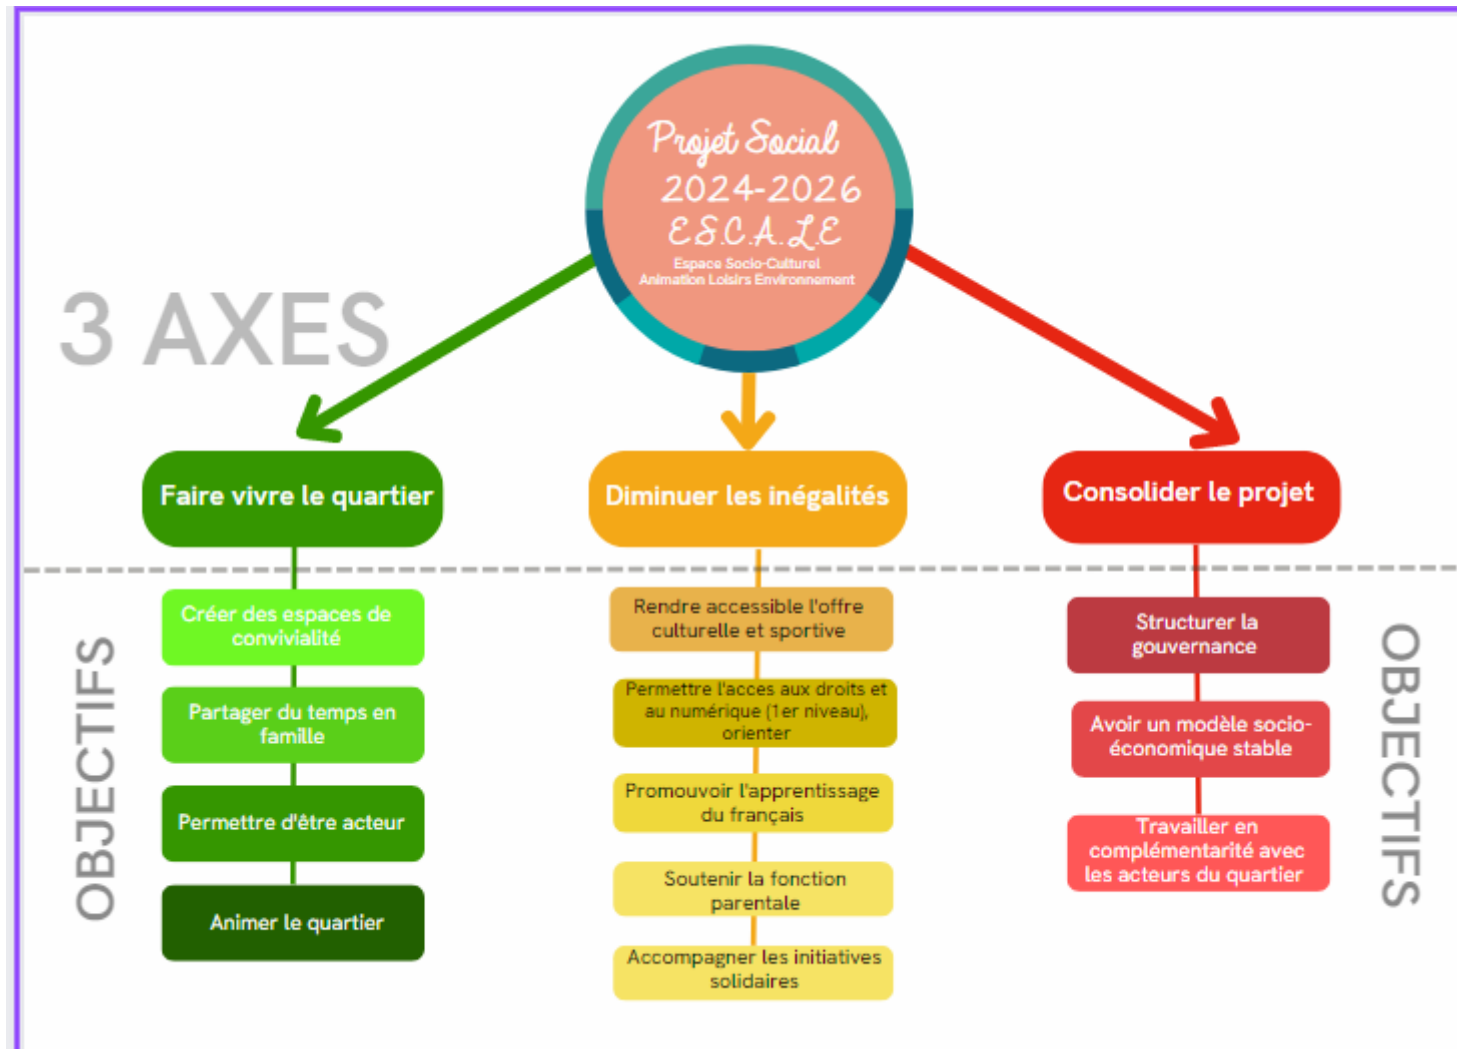 Projet Social
2024-2026
E.S.C.A.L.E
Espace Socio-Culturel
Animation Loisirs Environnement
3 AXES
Faire vivre le quartier
Diminuer les inégalités
Consolider le projet
OBJECTIFS
Créer des espaces de
convivialité
Partager du temps en
famille
Permettre d'être acteur
Animer le quartier
Rendre accessible l'offre
culturelle et sportive
Permettre l'acces aux droits et
au numérique (1er niveau),
orienter
Promouvoir l'apprentissage
du français
Soutenir la fonction
parentale
Accompagner les initiatives
solidaires
Structurer la
gouvernance
Avoir un modèle socio-
économique stable
Travailler en
complémentarité avec
les acteurs du quartier
OBJECTIFS